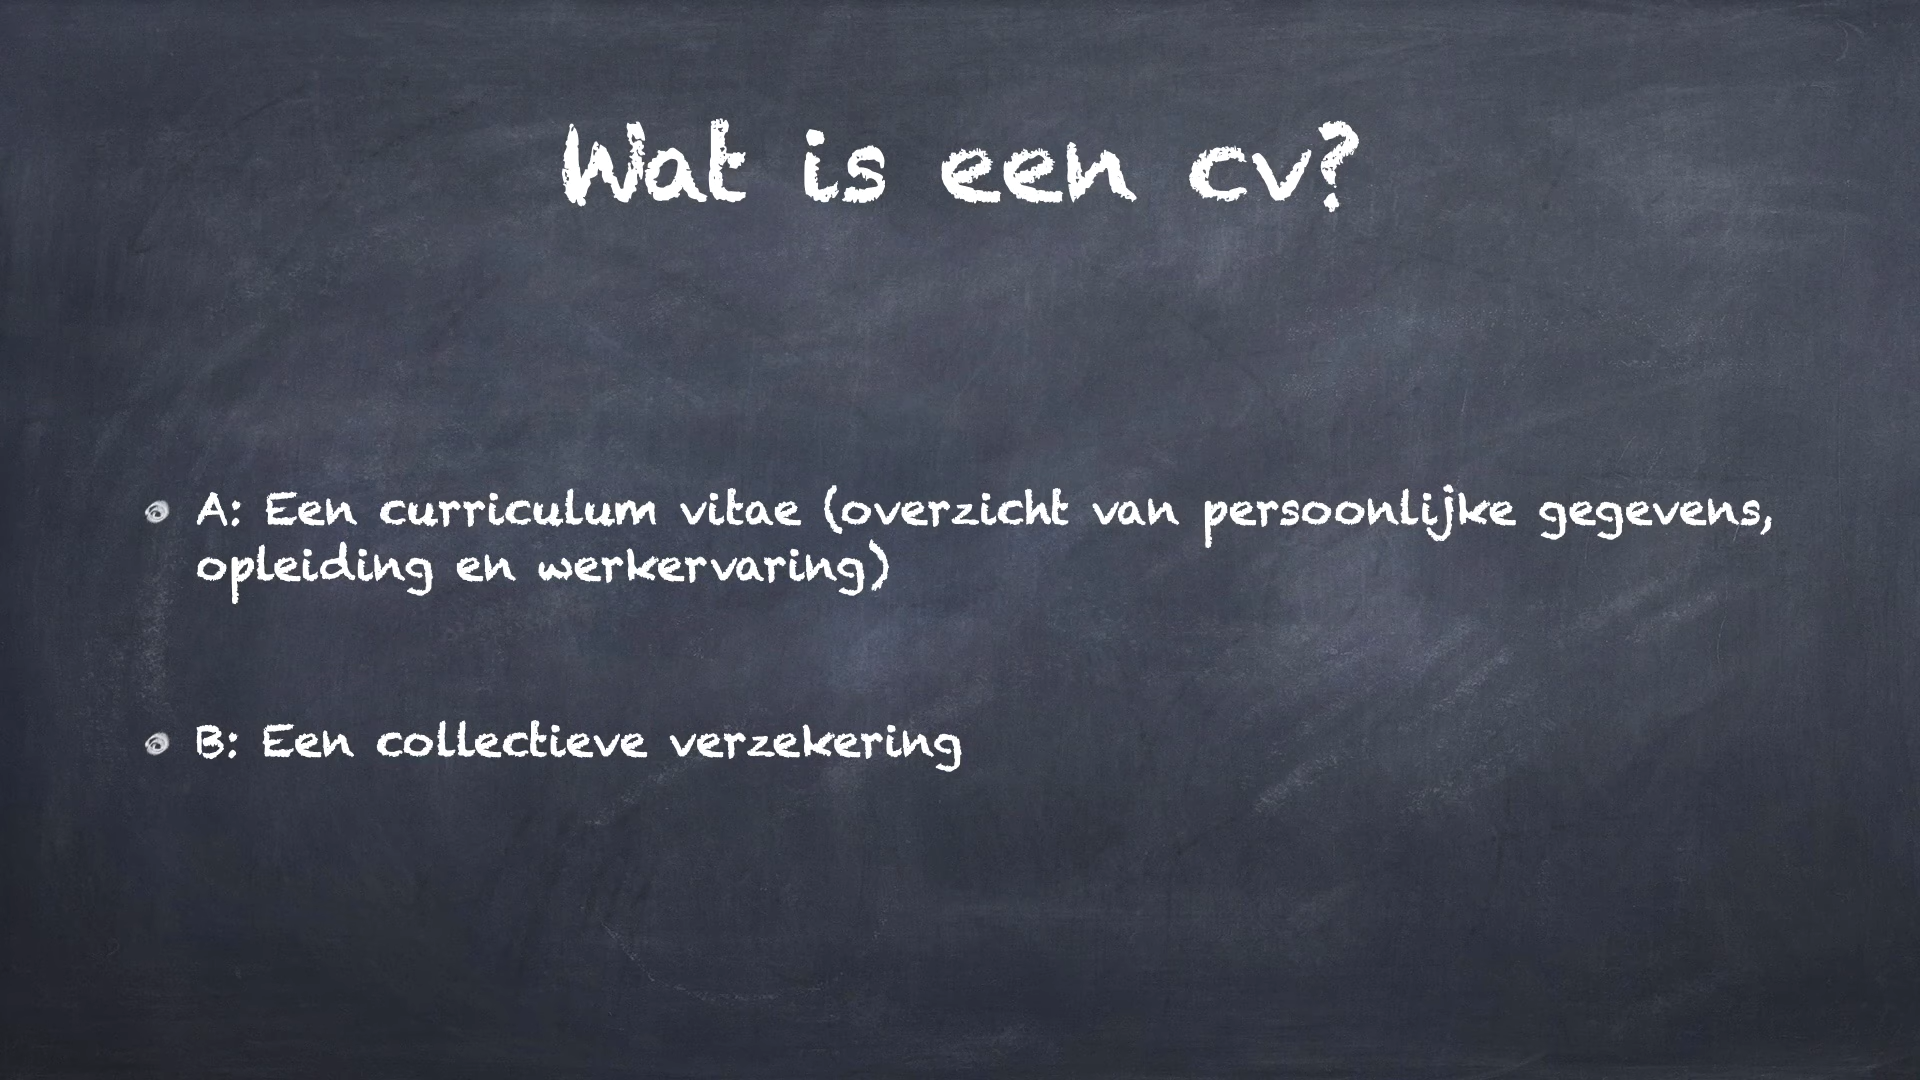 Wat is een cv?
A: Een curriculum vitae (overzicht van persoonlijke gegevens,
opleiding en werkervaring)
B: Een collectieve verzekering